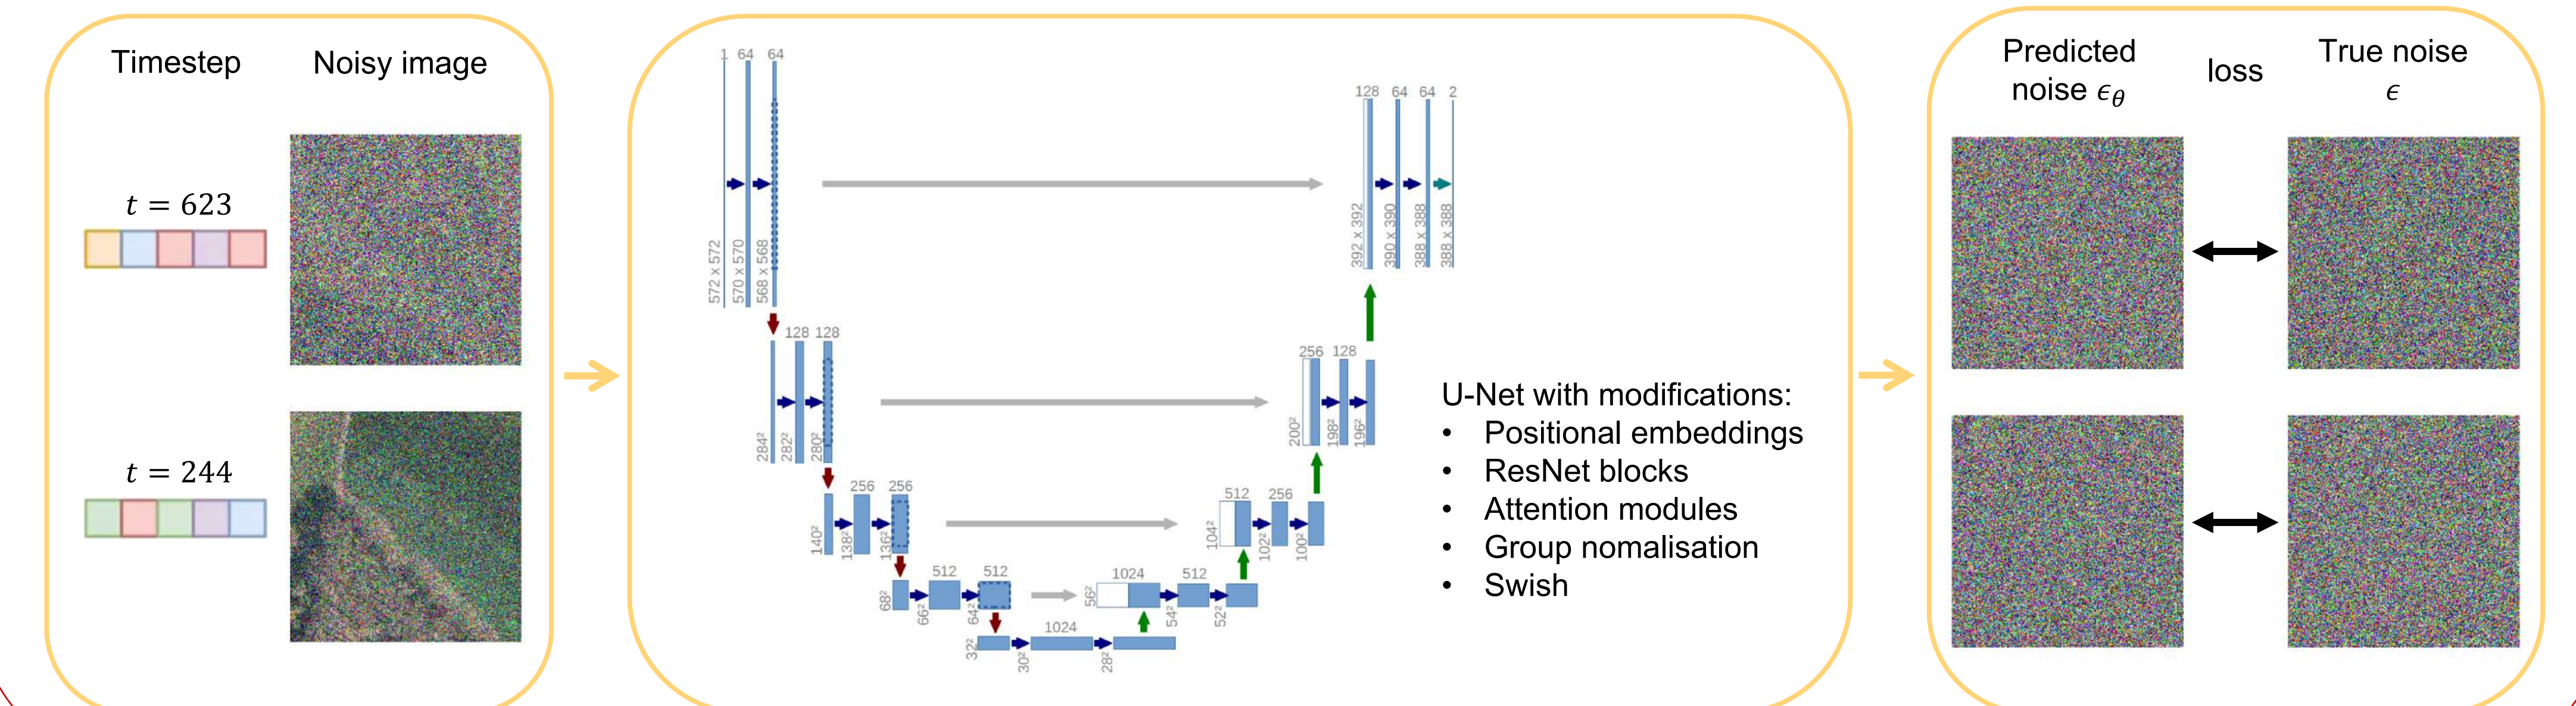 Timestep
Noisy image
t = 623
t = 244
1 64 64
572 x 572
570 x 570
568 x 568
128 128
284²
282²
280²
256 256
140²
138²
136²
512 512
68²
66²
64²
1024
32²
30²
28²
1024 512
56²
54²
52²
512 256
104²
102²
100²
256 128
200²
198²
196²
128 64 64 2
392 x 392
390 x 390
388 x 388
388 x 388
U-Net with modifications:
• Positional embeddings
• ResNet blocks
• Attention modules
• Group nomalisation
• Swish
Predicted
noise ϵθ
loss
True noise
ϵ